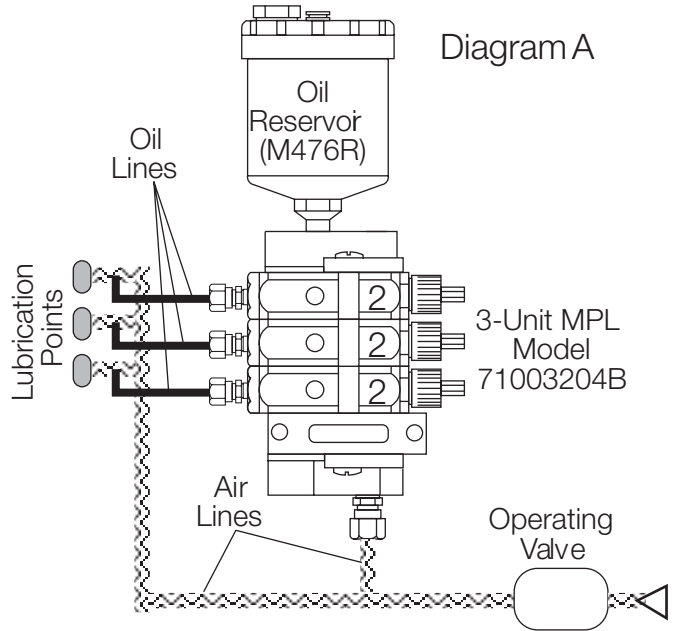 Diagram A
Oil
Reservoir
(M476R)
Oil
Lines
Lubrication
Points
2
2
2
3-Unit MPL
Model
71003204B
Air
Lines
Operating
Valve